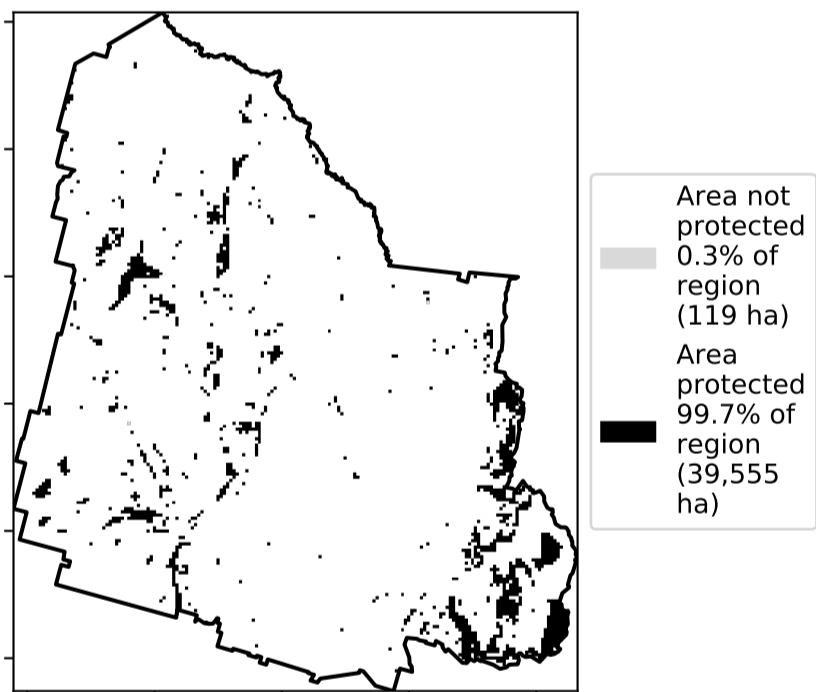 Area not
protected
0.3% of
region
(119 ha)
Area
protected
99.7% of
region
(39,555
ha)